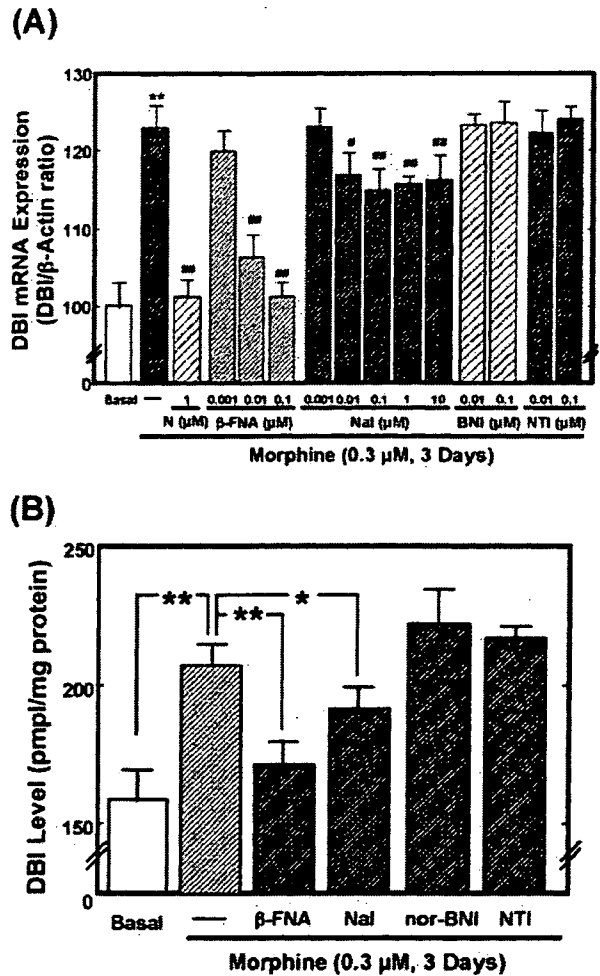 (A)
DBI mRNA Expression
(DBI/β-Actin ratio)
130
120
110
100
0
** ## ## ## # ## ## ##
Basal — 1 0.001 0.01 0.1 0.001 0.01 0.1 1 10 0.01 0.1 0.01 0.1
N (µM) β-FNA (µM) Nal (µM) BNI (µM) NTI (µM)
Morphine (0.3 µM, 3 Days)
(B)
DBI Level (pmpl/mg protein)
250
200
150
0
** ** *
Basal — β-FNA Nal nor-BNI NTI
Morphine (0.3 µM, 3 Days)